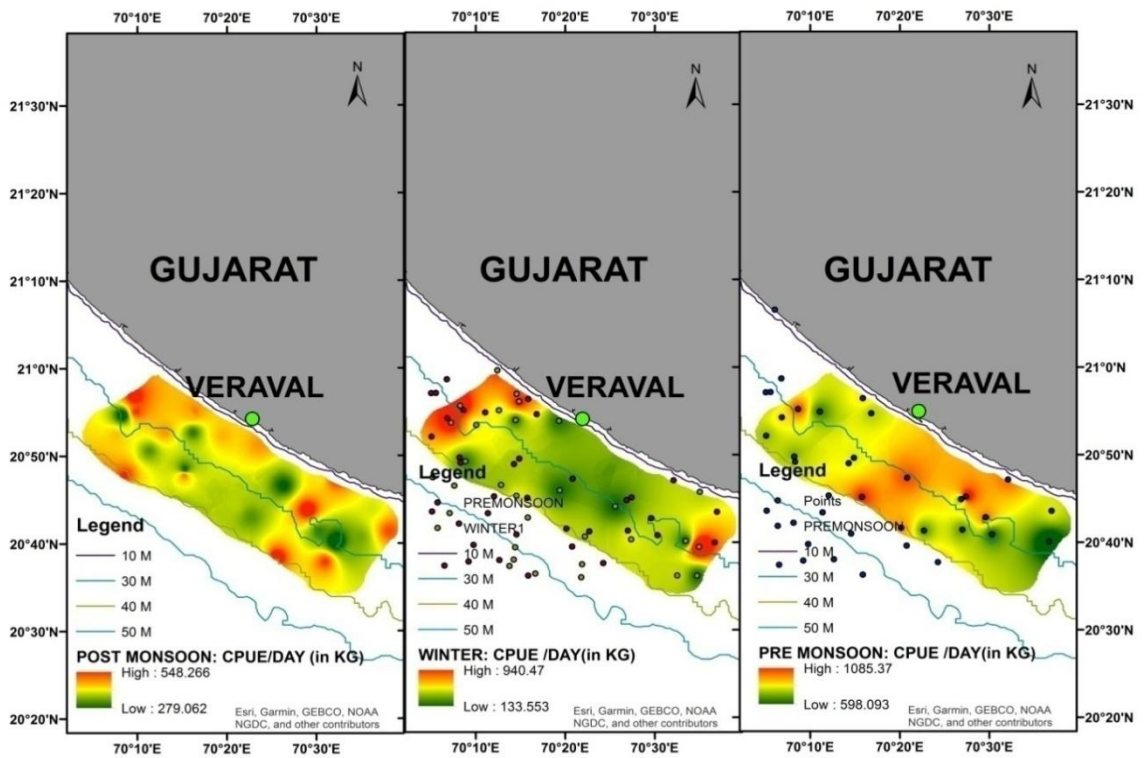 70°10'E 70°20'E 70°30'E
70°10'E 70°20'E 70°30'E
70°10'E 70°20'E 70°30'E
21°30'N
21°20'N
21°10'N
21°0'N
20°50'N
20°40'N
20°30'N
20°20'N
N
GUJARAT
VERAVAL
Legend
10 M
30 M
40 M
50 M
POST MONSOON: CPUE/DAY (in KG)
High : 548.266
Low : 279.062
Esri, Garmin, GEBCO, NOAA
NGDC, and other contributors
N
GUJARAT
VERAVAL
Legend
PREMONSOON
WINTER1
10 M
30 M
40 M
50 M
WINTER: CPUE /DAY(in KG)
High : 940.47
Low : 133.553
Esri, Garmin, GEBCO, NOAA
NGDC, and other contributors
N
GUJARAT
VERAVAL
Legend
Points
PREMONSOON
10 M
30 M
40 M
50 M
PRE MONSOON: CPUE /DAY(in KG)
High : 1085.37
Low : 598.093
Esri, Garmin, GEBCO, NOAA
NGDC, and other contributors
21°30'N
21°20'N
21°10'N
21°0'N
20°50'N
20°40'N
20°30'N
20°20'N
70°10'E 70°20'E 70°30'E
70°10'E 70°20'E 70°30'E
70°10'E 70°20'E 70°30'E